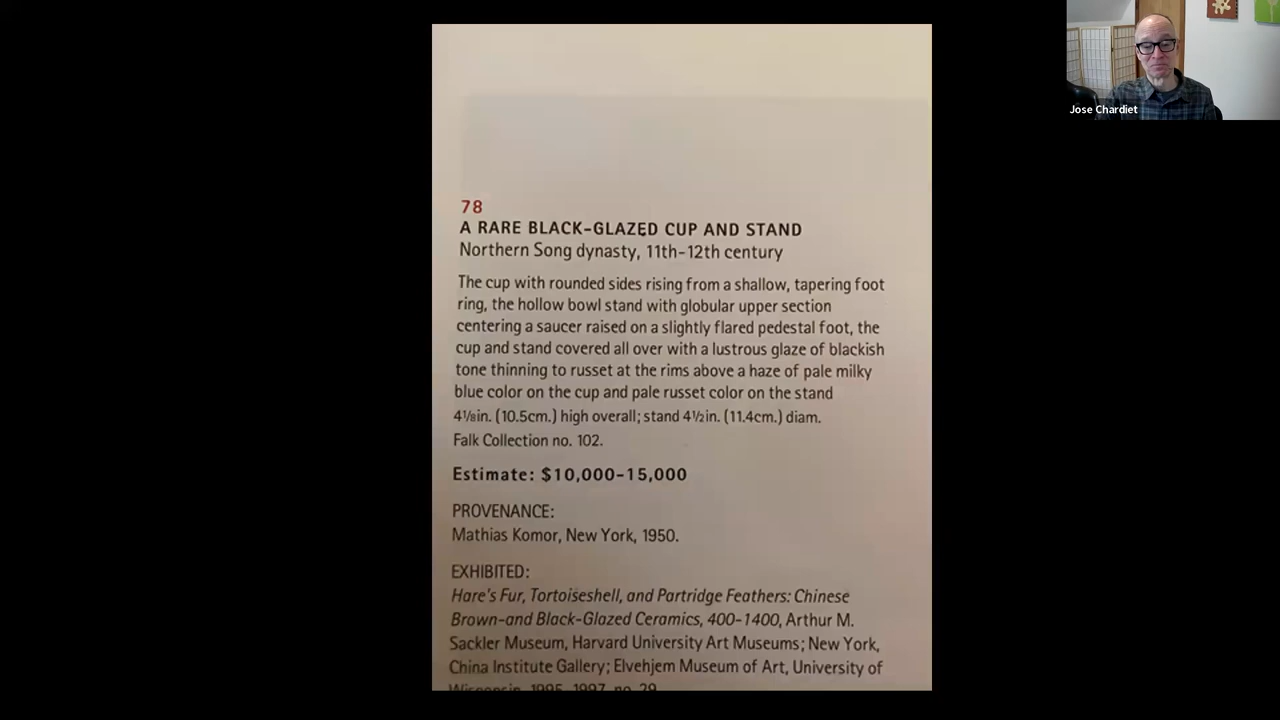 Jose Chardiet
78
A RARE BLACK-GLAZED CUP AND STAND
Northern Song dynasty, 11th-12th century
The cup with rounded sides rising from a shallow, tapering foot
ring, the hollow bowl stand with globular upper section
centering a saucer raised on a slightly flared pedestal foot, the
cup and stand covered all over with a lustrous glaze of blackish
tone thinning to russet at the rims above a haze of pale milky
blue color on the cup and pale russet color on the stand
4⅛in. (10.5cm.) high overall; stand 4½in. (11.4cm.) diam.
Falk Collection no. 102.
Estimate: $10,000-15,000
PROVENANCE:
Mathias Komor, New York, 1950.
EXHIBITED:
Hare's Fur, Tortoiseshell, and Partridge Feathers: Chinese
Brown-and Black-Glazed Ceramics, 400-1400, Arthur M.
Sackler Museum, Harvard University Art Museums; New York,
China Institute Gallery; Elvehjem Museum of Art, University of
Wisconsin, 1995-1997, no. 29.